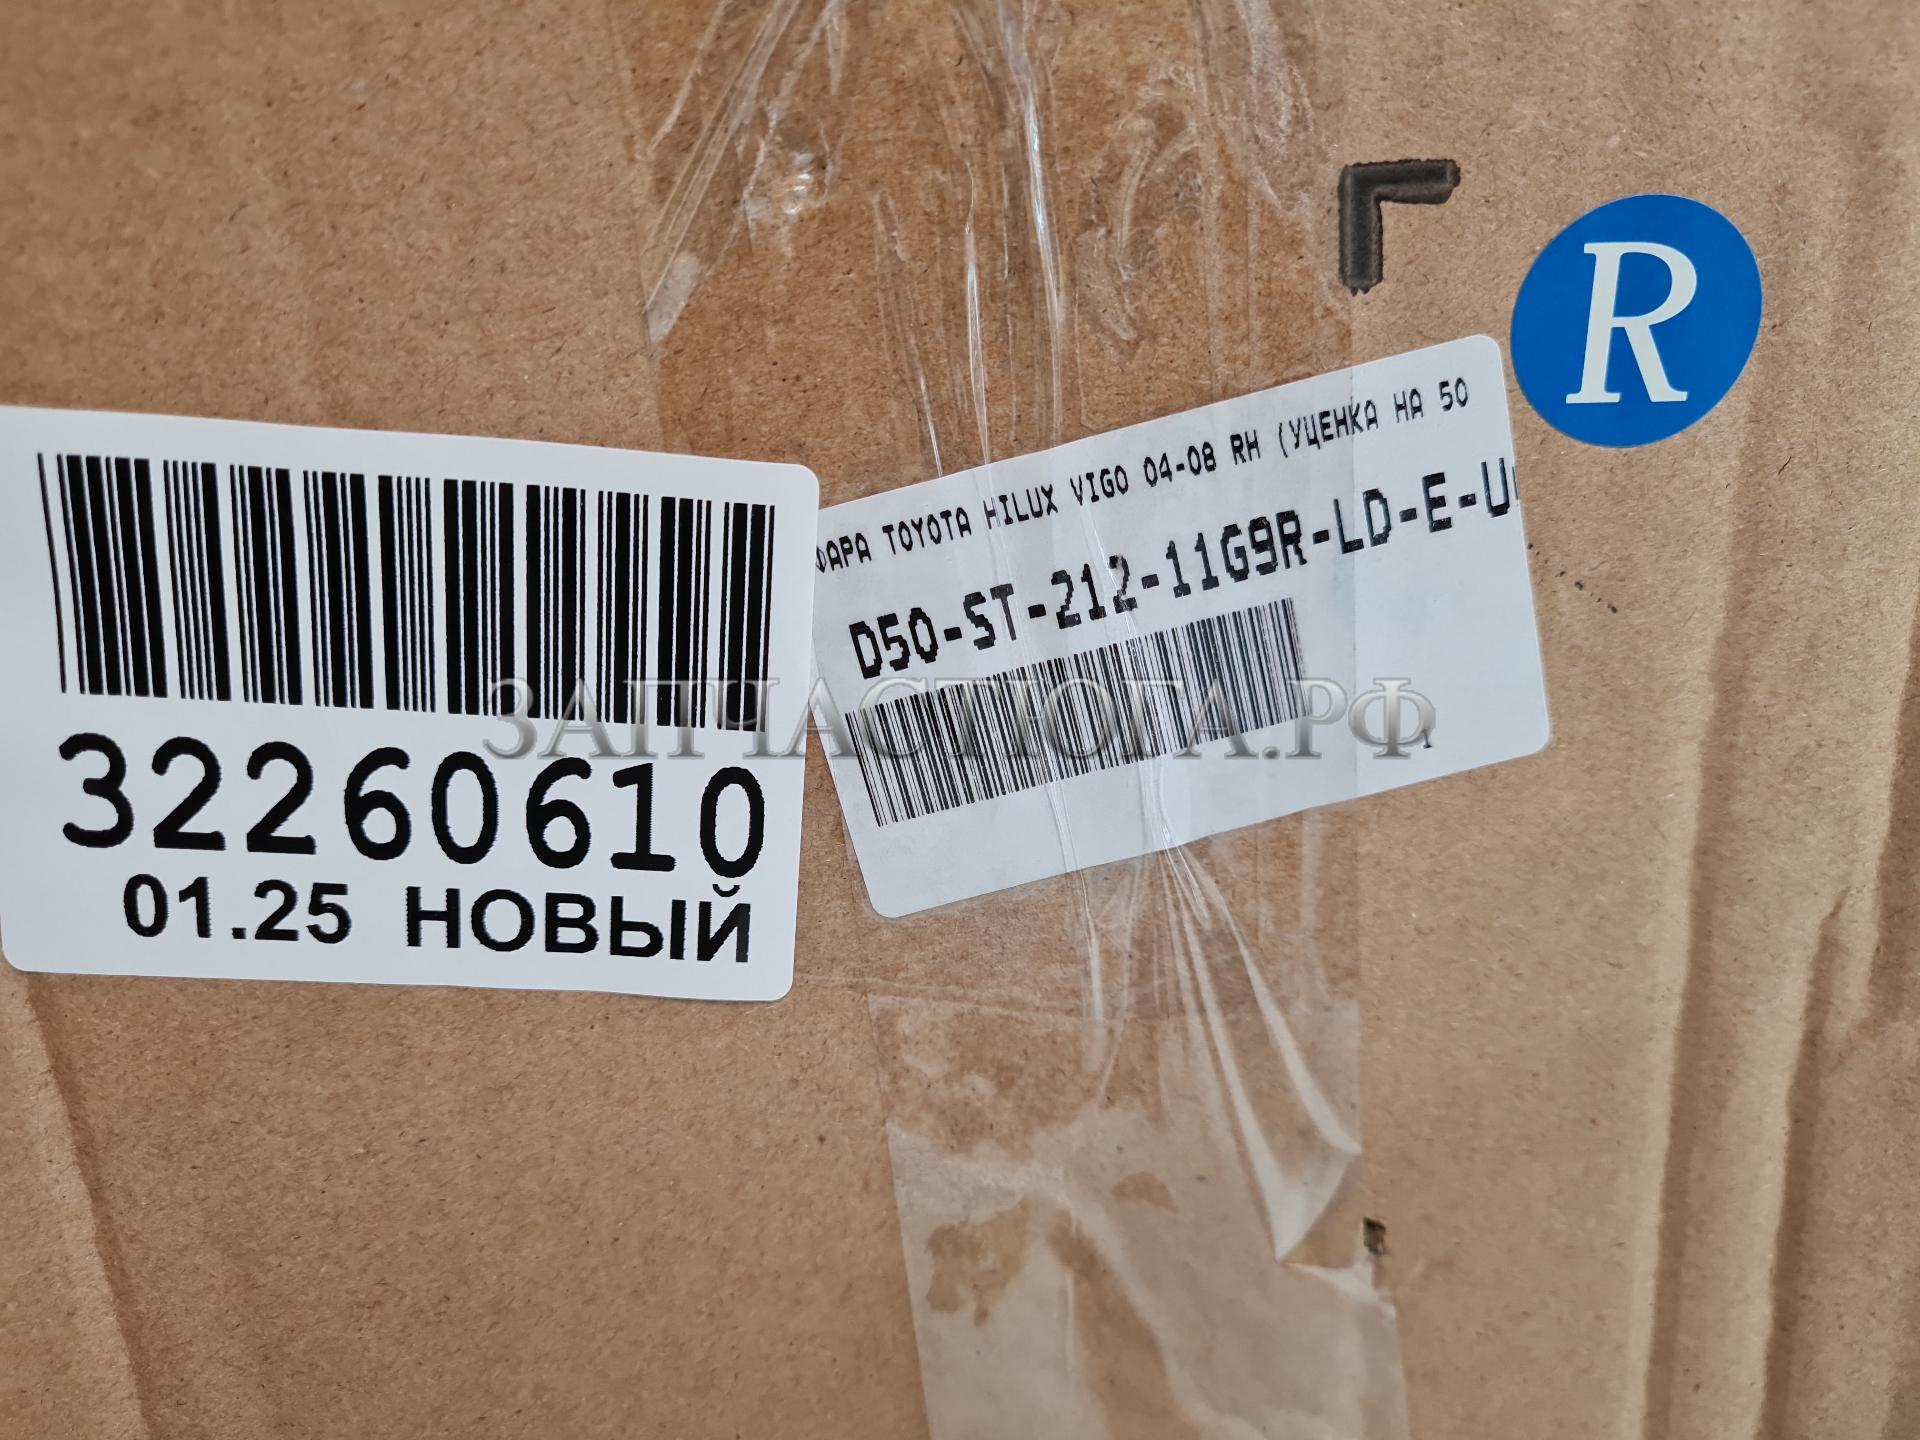 R
ФАРА TOYOTA HILUX VIGO 04-08 RH (УЦЕНКА НА 50
D50-ST-212-11G9R-LD-E-U
ЗАПЧАСТЮГА.РФ
32260610
01.25 НОВЫЙ